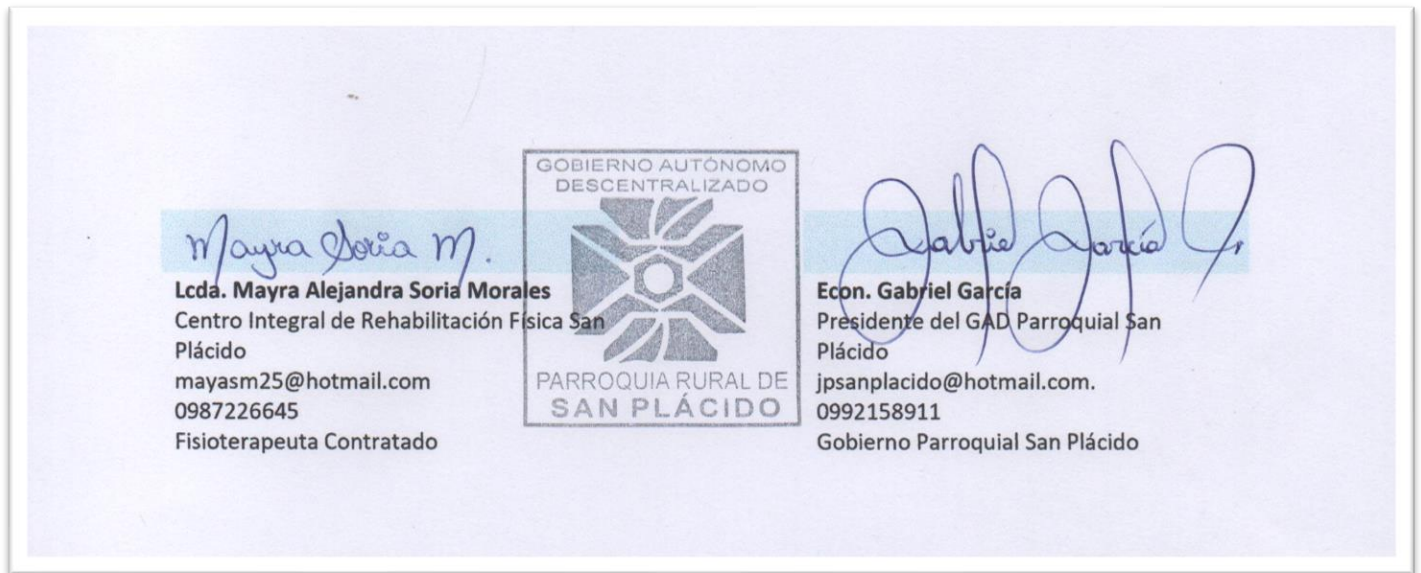 Mayra Soria M.
Lcda. Mayra Alejandra Soria Morales
Centro Integral de Rehabilitación Física San
Plácido
mayasm25@hotmail.com
0987226645
Fisioterapeuta Contratado
GOBIERNO AUTÓNOMO
DESCENTRALIZADO
PARROQUIA RURAL DE
SAN PLÁCIDO
Gabriel García
Econ. Gabriel García
Presidente del GAD Parroquial San
Plácido
jpsanplacido@hotmail.com.
0992158911
Gobierno Parroquial San Plácido